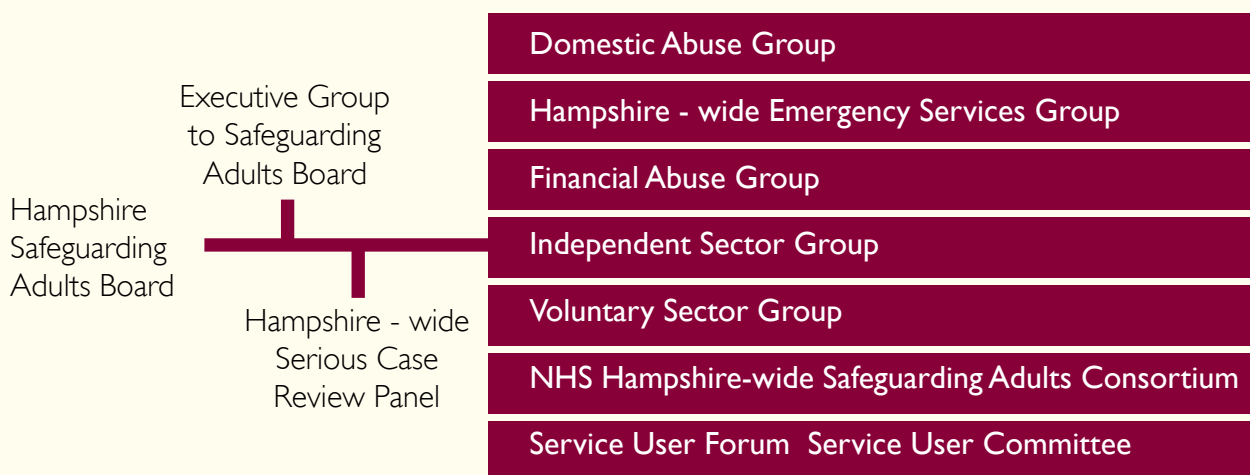 Hampshire
Safeguarding
Adults Board
Executive Group
to Safeguarding
Adults Board
Hampshire - wide
Serious Case
Review Panel
Domestic Abuse Group
Hampshire - wide Emergency Services Group
Financial Abuse Group
Independent Sector Group
Voluntary Sector Group
NHS Hampshire-wide Safeguarding Adults Consortium
Service User Forum  Service User Committee